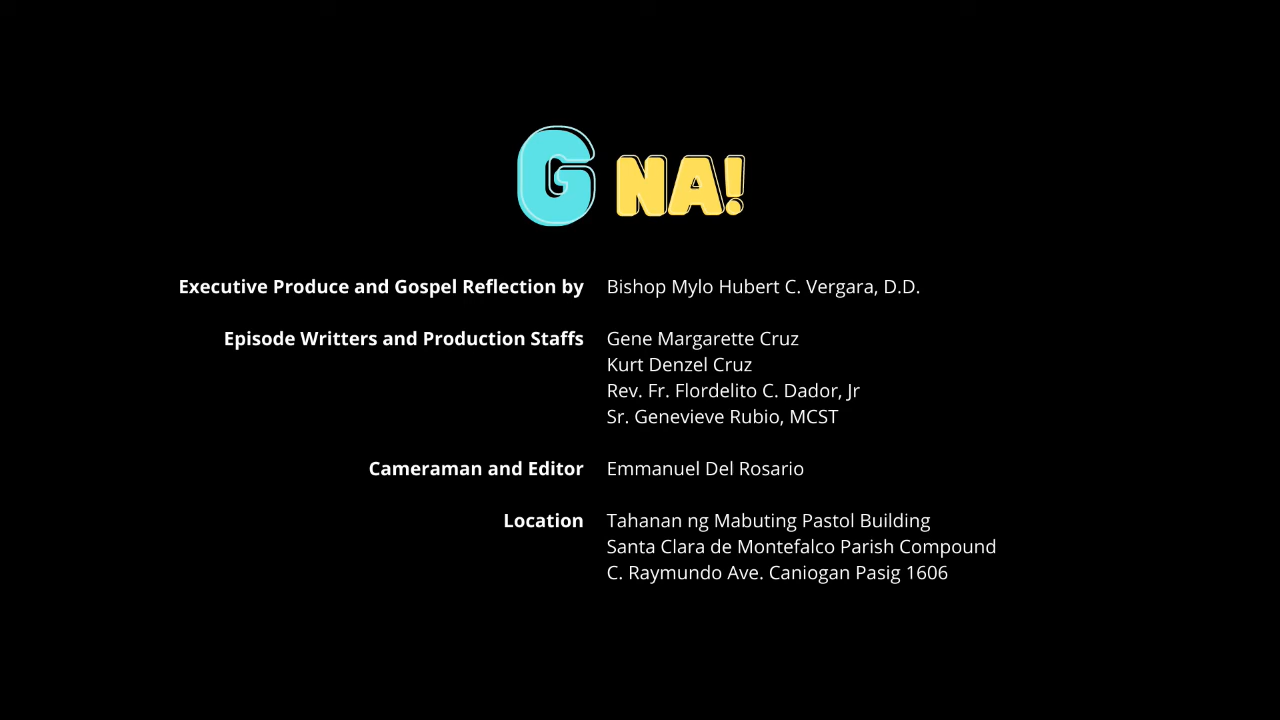 G NA!
Executive Produce and Gospel Reflection by Bishop Mylo Hubert C. Vergara, D.D.
Episode Writters and Production Staffs Gene Margarette Cruz
Kurt Denzel Cruz
Rev. Fr. Flordelito C. Dador, Jr
Sr. Genevieve Rubio, MCST
Cameraman and Editor Emmanuel Del Rosario
Location Tahanan ng Mabuting Pastol Building
Santa Clara de Montefalco Parish Compound
C. Raymundo Ave. Caniogan Pasig 1606